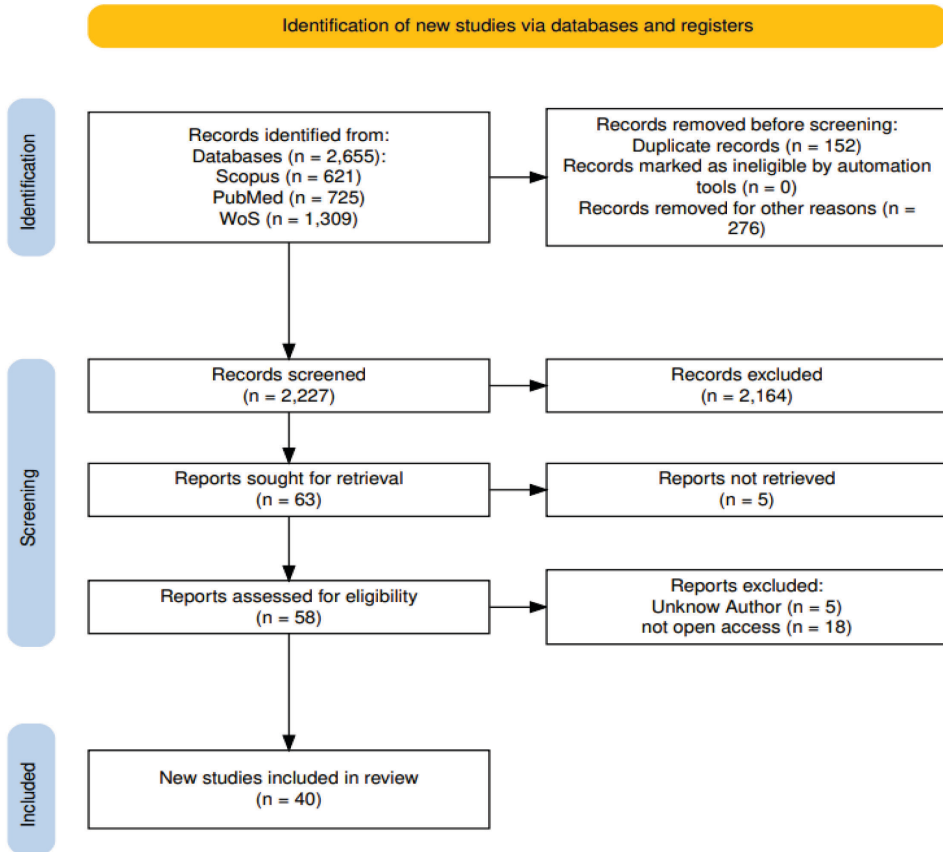 Identification of new studies via databases and registers
Identification
Records identified from:
Databases (n = 2,655):
Scopus (n = 621)
PubMed (n = 725)
WoS (n = 1,309)
Records removed before screening:
Duplicate records (n = 152)
Records marked as ineligible by automation
tools (n = 0)
Records removed for other reasons (n =
276)
Screening
Records screened
(n = 2,227)
Records excluded
(n = 2,164)
Reports sought for retrieval
(n = 63)
Reports not retrieved
(n = 5)
Reports assessed for eligibility
(n = 58)
Reports excluded:
Unknow Author (n = 5)
not open access (n = 18)
Included
New studies included in review
(n = 40)